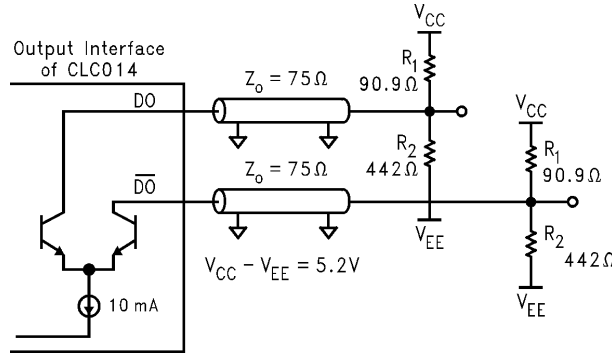 Output Interface
of CLC014
DO
Z₀ = 75Ω
V_CC
R₁
90.9Ω
R₂
442Ω
V_EE
D̅O̅
Z₀ = 75Ω
V_CC
R₁
90.9Ω
R₂
442Ω
V_EE
V_CC − V_EE = 5.2V
10 mA